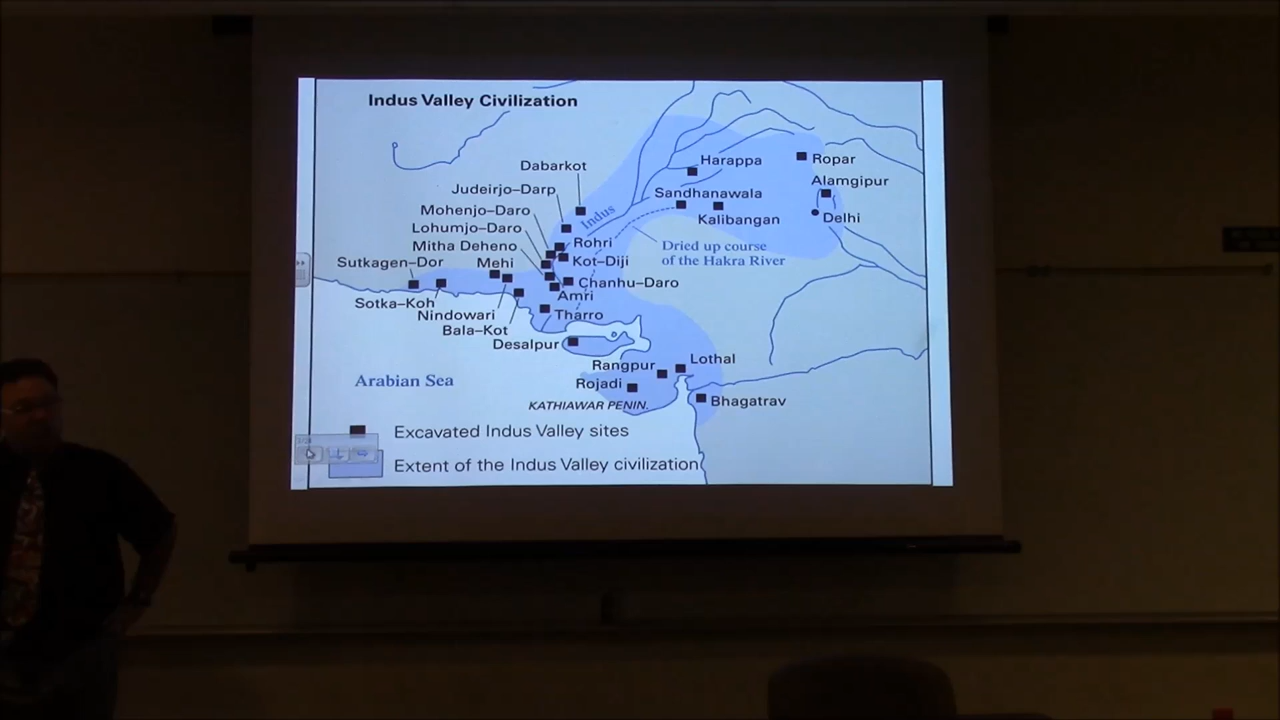 Indus Valley Civilization
Harappa
Ropar
Dabarkot
Alamgipur
Judeirjo–Darp
Sandhanawala
Mohenjo–Daro
Indus
Kalibangan
Delhi
Lohumjo–Daro
Mitha Deheno
Rohri
Dried up course
of the Hakra River
Sutkagen–Dor
Mehi
Kot–Diji
Chanhu–Daro
Amri
Sotka–Koh
Nindowari
Tharro
Bala–Kot
Desalpur
Lothal
Rangpur
Arabian Sea
Rojadi
KATHIAWAR PENIN.
Bhagatrav
Excavated Indus Valley sites
Extent of the Indus Valley civilization